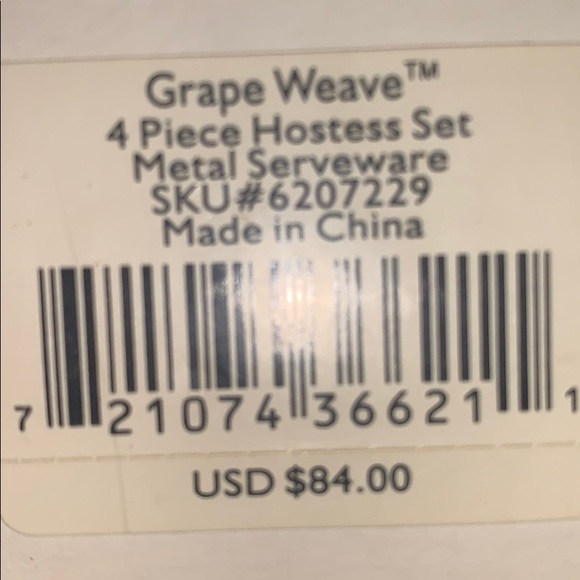 Grape Weave™
4 Piece Hostess Set
Metal Serveware
SKU#6207229
Made in China
7 21074 36621 1
USD $84.00